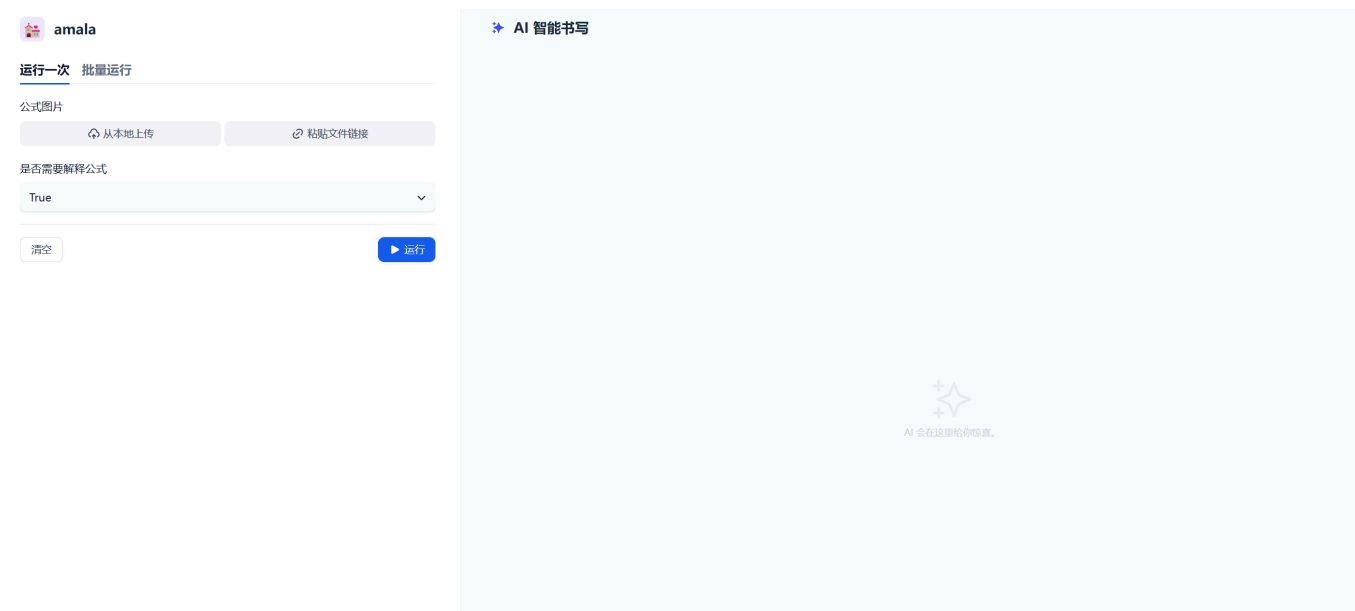 amala
运行一次 批量运行
公式图片
从本地上传 粘贴文件链接
是否需要解释公式
True
清空 运行
AI 智能书写
AI 会在这里给你惊喜。